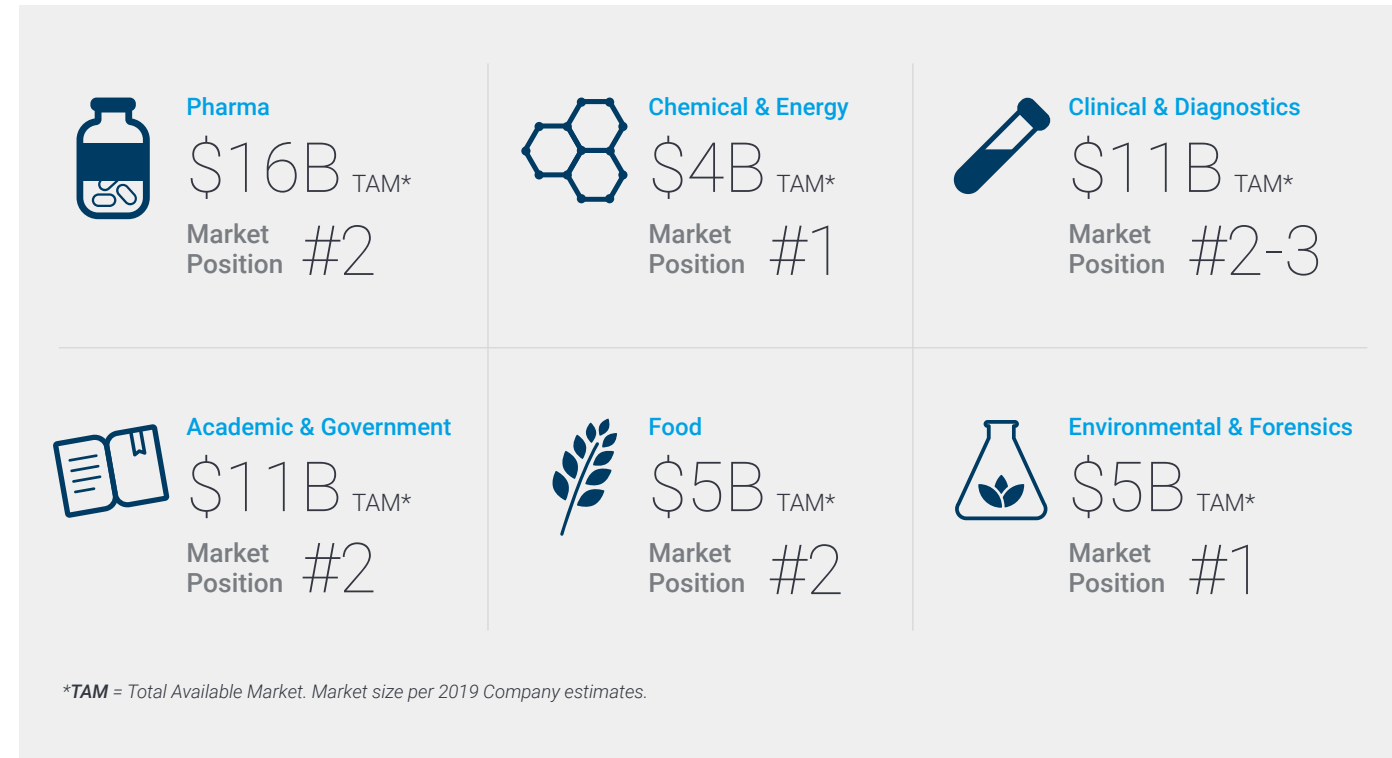 Pharma
$16B TAM*
Market
Position #2
Chemical & Energy
$4B TAM*
Market
Position #1
Clinical & Diagnostics
$11B TAM*
Market
Position #2-3
Academic & Government
$11B TAM*
Market
Position #2
Food
$5B TAM*
Market
Position #2
Environmental & Forensics
$5B TAM*
Market
Position #1
*TAM = Total Available Market. Market size per 2019 Company estimates.